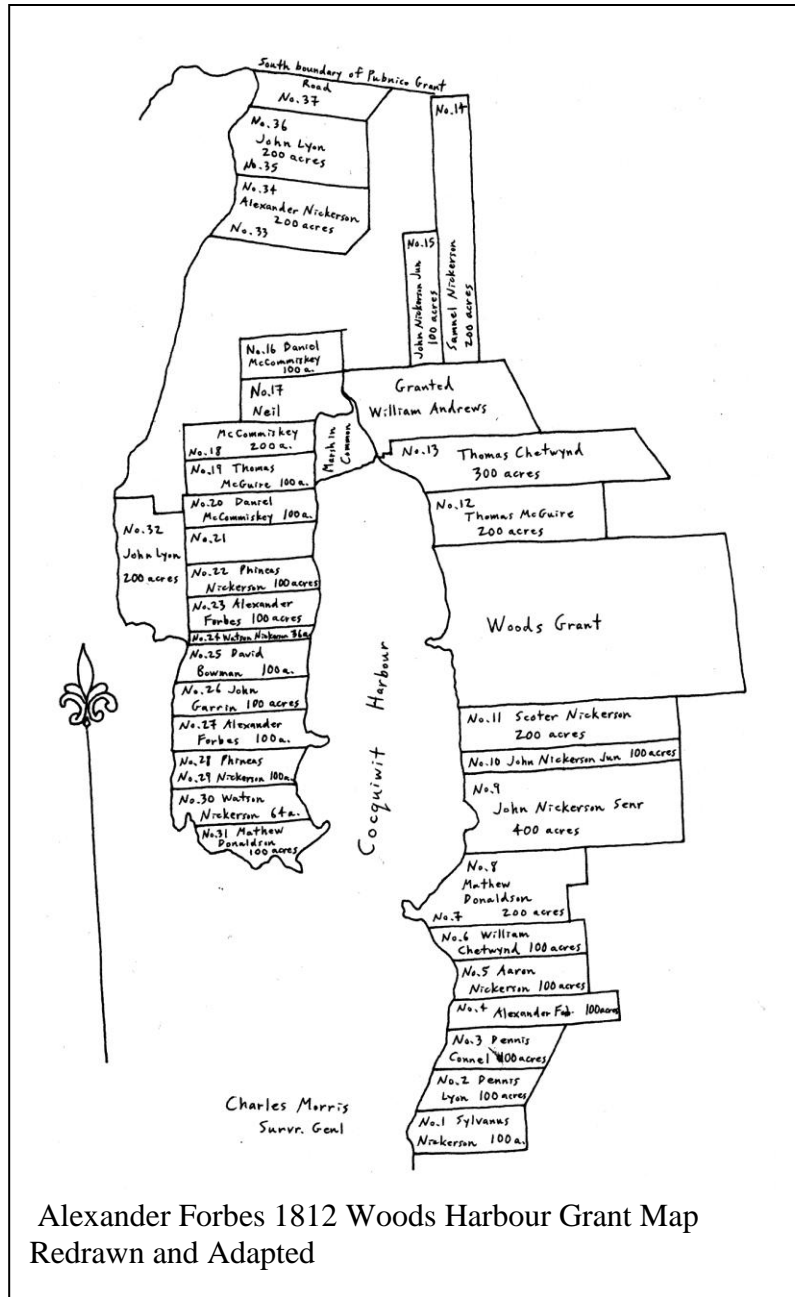 South boundary of Pubnico Grant
Road
No.37
No.36
John Lyon
200 acres
No.35
No.34
Alexander Nickerson
200 acres
No.33
No.14
Samnel Nickerson
200 acres
No.15
John Nickerson Jun
100 acres
No.16 Daniel
McCommiskey
100 a.
No.17
Neil
McCommiskey
No.18 200 a.
Granted
William Andrews
Marsh in
Common
No.13 Thomas Chetwynd
300 acres
No.19 Thomas
McGuire 100 a.
No.20 Daniel
McCommiskey 100 a.
No.12
Thomas McGuire
200 acres
No.32
John Lyon
200 acres
No.21
No.22 Phineas
Nickerson 100 acres
No.23 Alexander
Forbes 100 acres
No.24 Watson Nickerson 36 a.
No.25 David
Bowman 100 a.
No.26 John
Garrin 100 acres
No.27 Alexander
Forbes 100 a.
No.28 Phineas
No.29 Nickerson 100 a.
No.30 Watson
Nickerson 64 a.
No.31 Mathew
Donaldson
100 acres
Cocquiwit Harbour
Woods Grant
No.11 Scoter Nickerson
200 acres
No.10 John Nickerson Jun 100 acres
No.9
John Nickerson Senr
400 acres
No.8
Mathew
Donaldson
No.7 200 acres
No.6 William
Chetwynd 100 acres
No.5 Aaron
Nickerson 100 acres
No.4 Alexander Fob. 100 acres
No.3 Dennis
Connel 100 acres
No.2 Dennis
Lyon 100 acres
No.1 Sylvanus
Nickerson 100 a.
Charles Morris
Survr. Genl
Alexander Forbes 1812 Woods Harbour Grant Map
Redrawn and Adapted